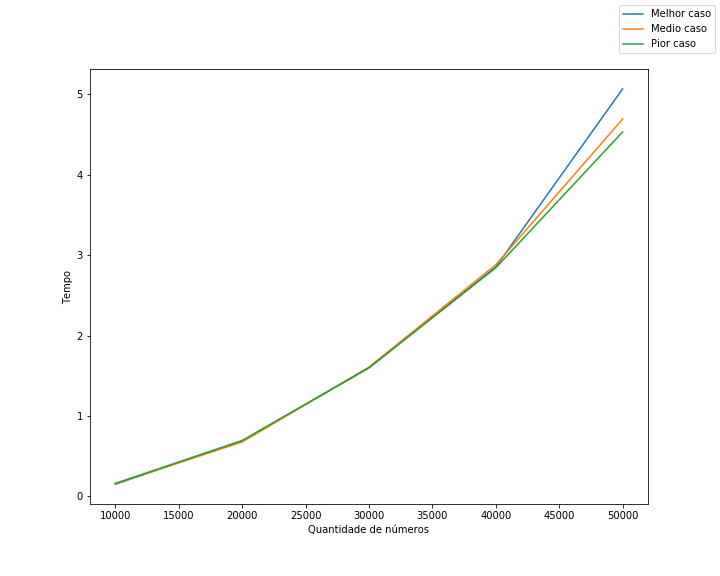 Melhor caso
Medio caso
Pior caso
5
4
3
2
1
0
Tempo
10000 15000 20000 25000 30000 35000 40000 45000 50000
Quantidade de números